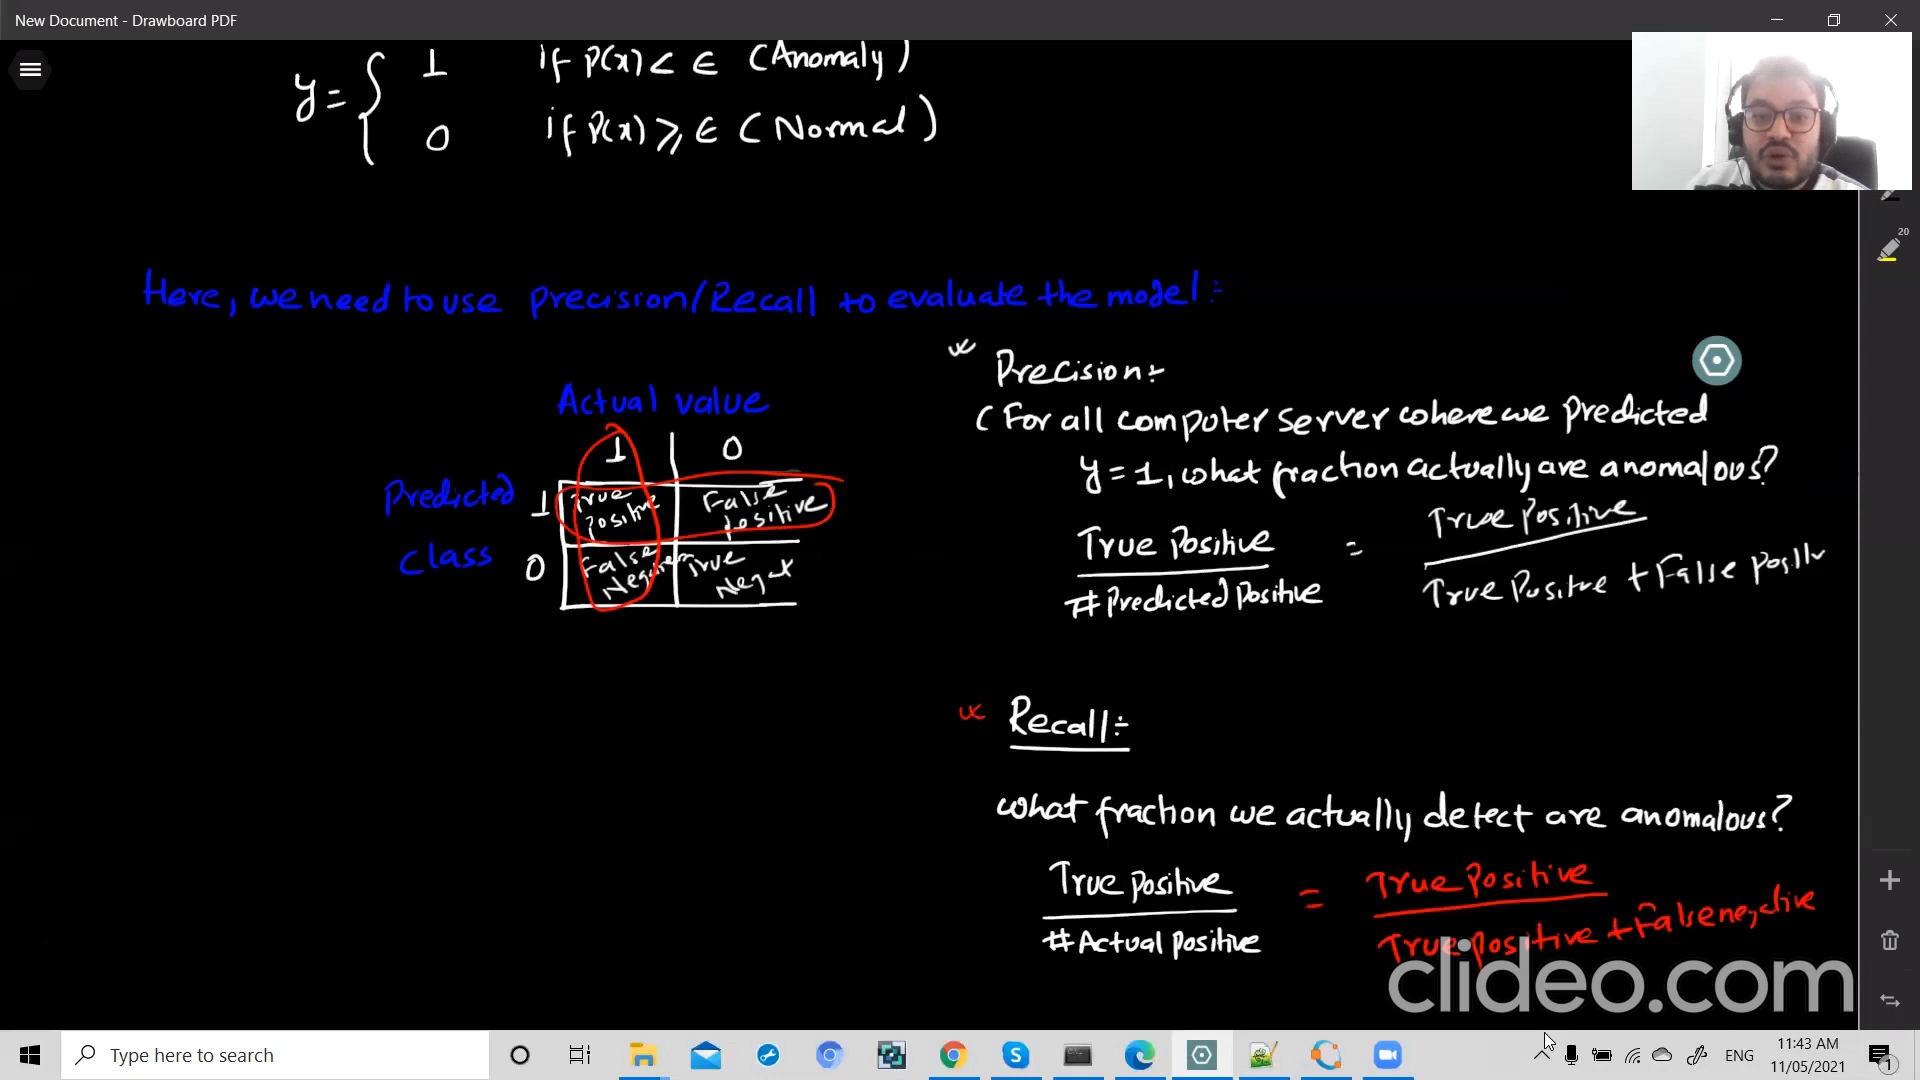 New Document - Drawboard PDF
y = { 1 if P(x) < ∈ (Anomaly)
0 if P(x) ⩾ ∈ (Normal)
20
Here, we need to use precision/Recall to evaluate the model:-
* Precision:-
Actual value
(For all computer server where we predicted
1 0
y = 1, what fraction actually are anomalous?
Predicted 1 True Positive False Positive
class 0 False True Negat
True Positive / #Predicted Positive = True Positive / True Positive + False
* Recall:-
what fraction we actually detect are anomalous?
True positive / #Actual positive = True Positive / True positive + False negative
clideo.com
Type here to search
ENG
11:43 AM
11/05/2021
1